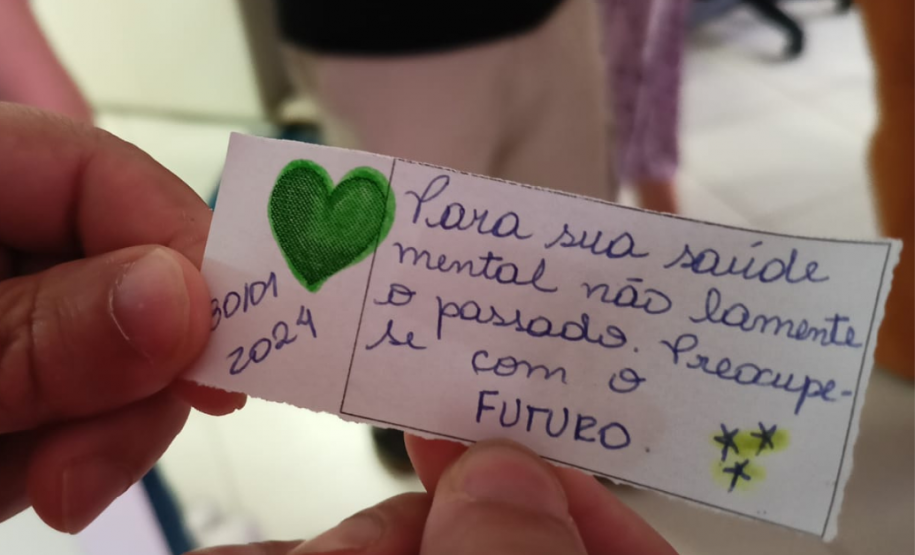 30/01
2024
Para sua saúde
mental não lamente
o passado. Preocupe-
se com o
FUTURO.